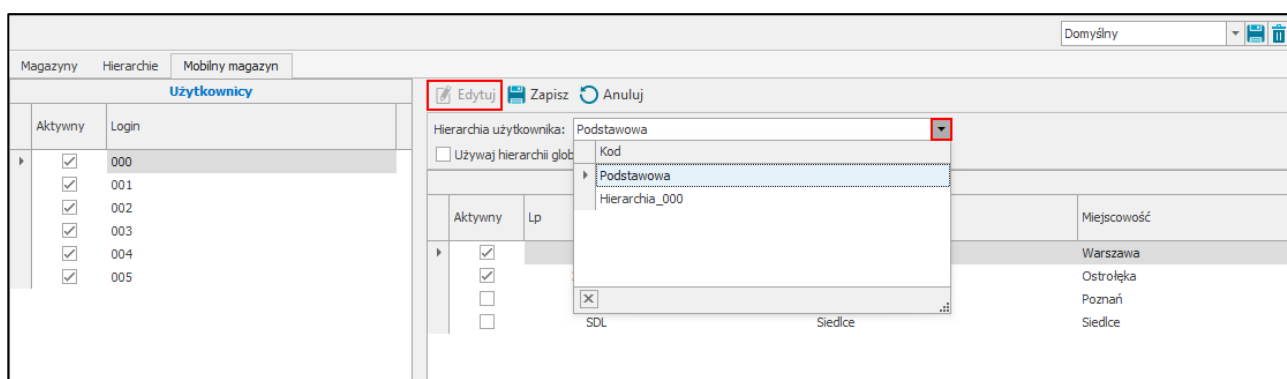 Domyślny
Magazyny Hierarchie Mobilny magazyn
Użytkownicy
Edytuj Zapisz Anuluj
Aktywny Login
Hierarchia użytkownika: Podstawowa
Używaj hierarchii glob
Kod
Podstawowa
Hierarchia_000
000
001
002
003
004
005
Aktywny Lp Miejscowość
Warszawa
Ostrołęka
Poznań
SDL Siedlce Siedlce